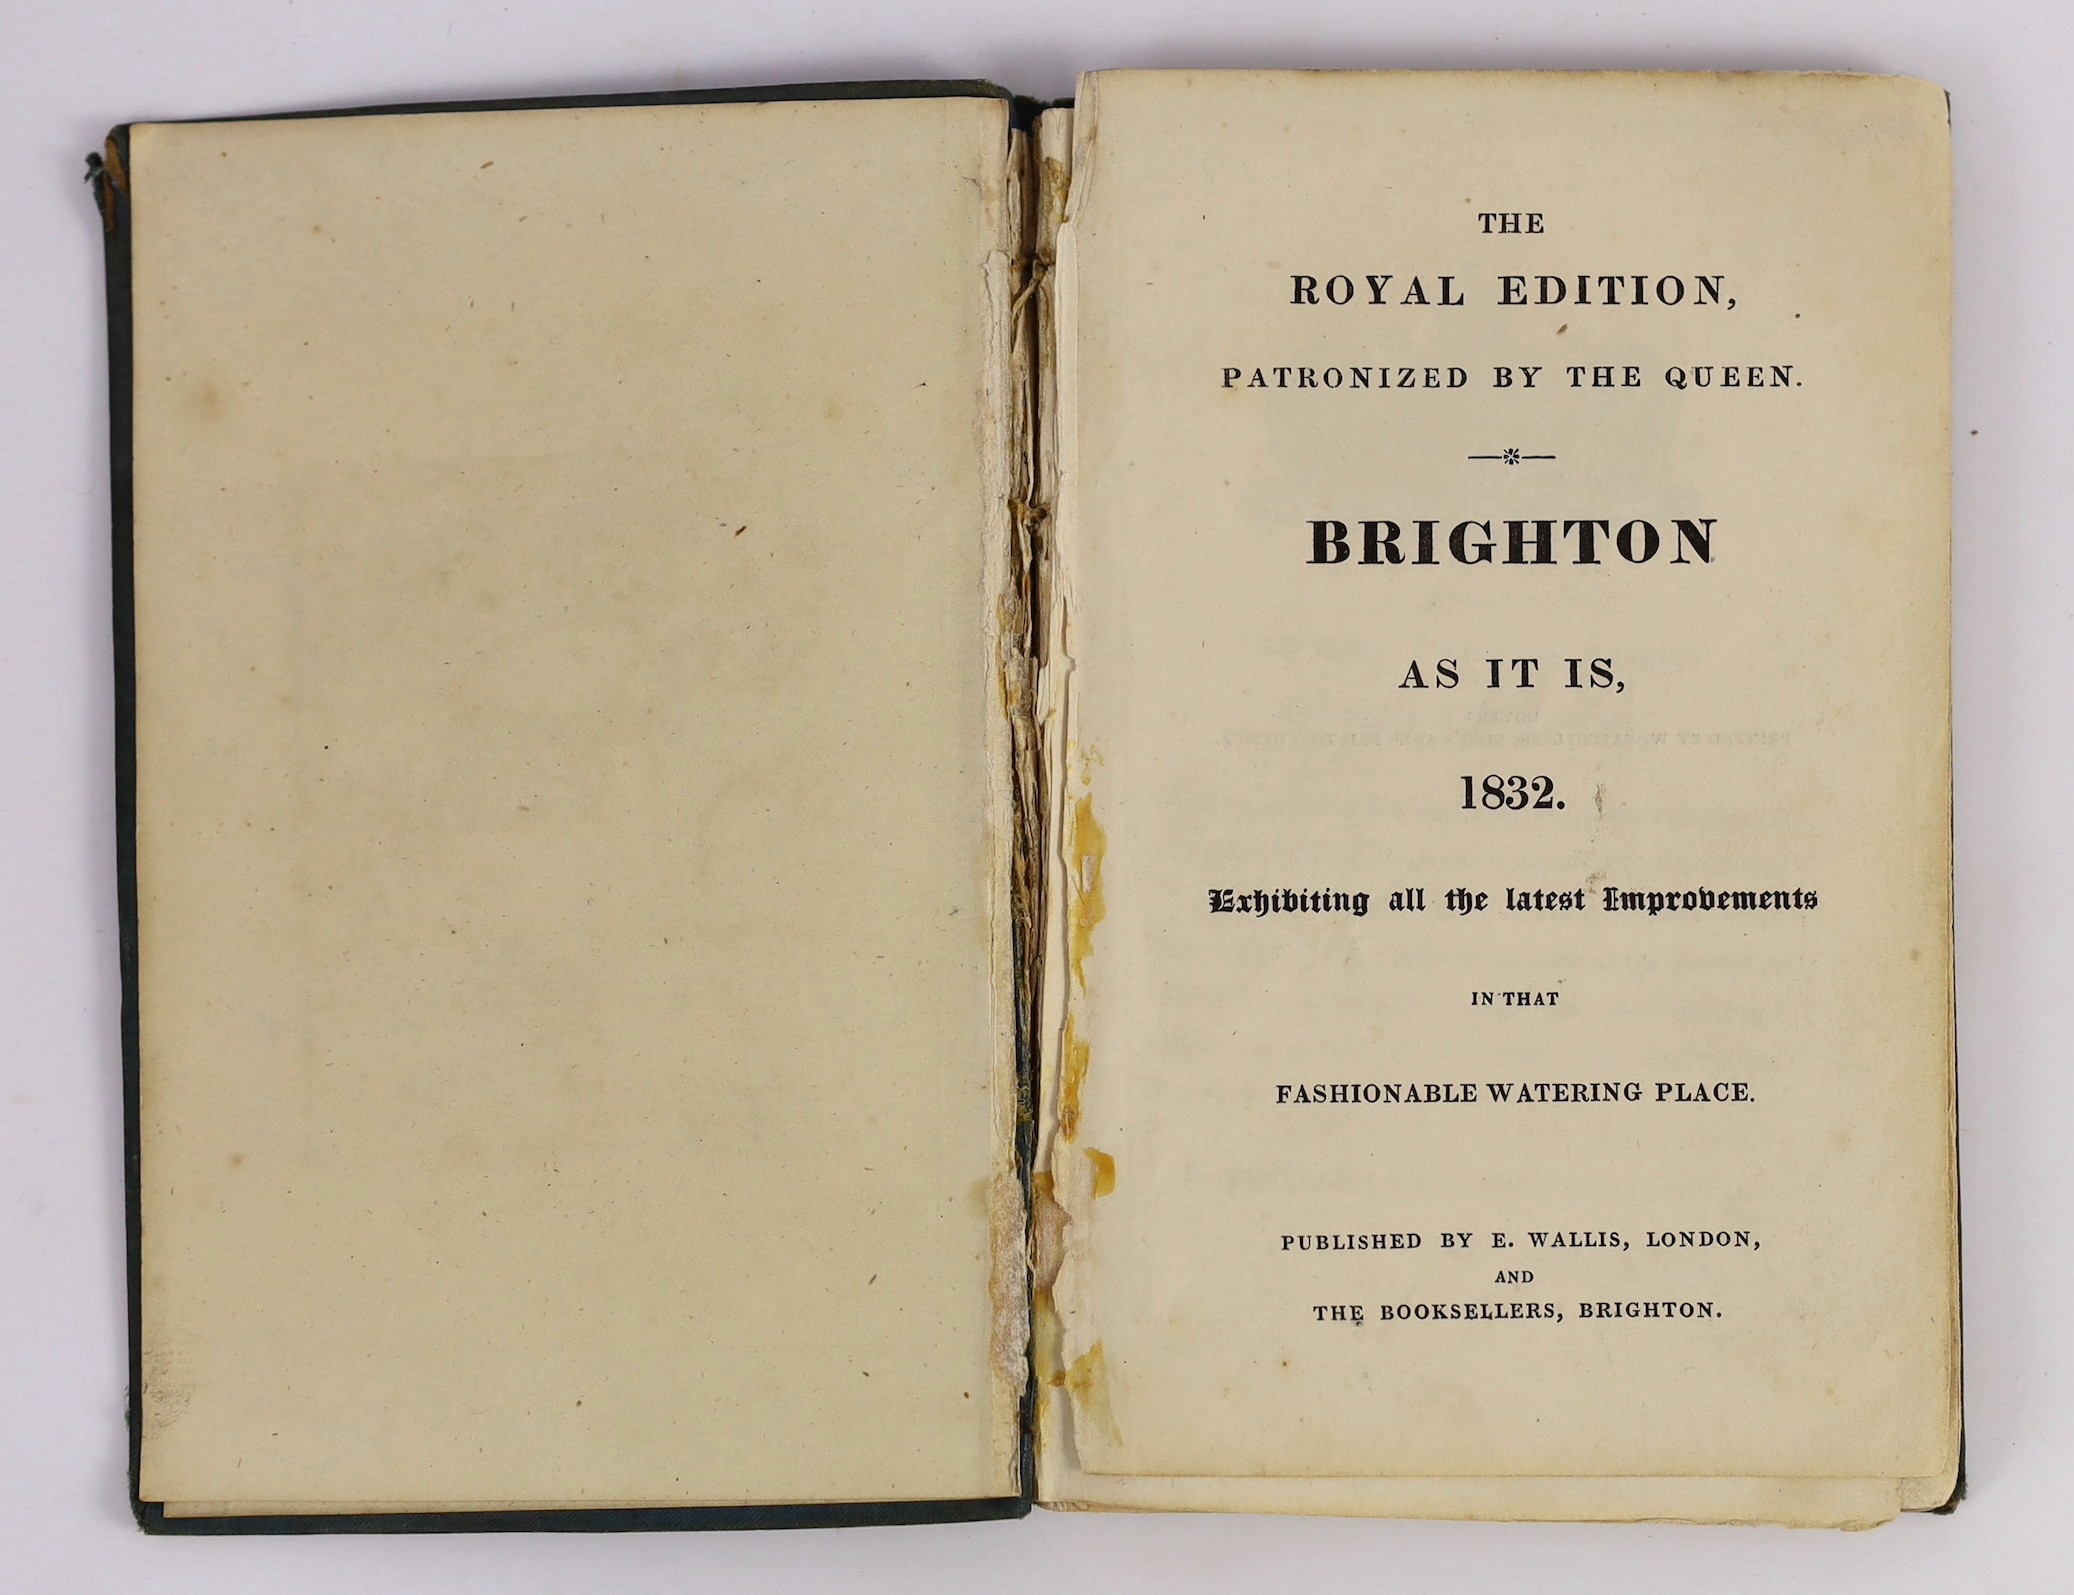 THE
ROYAL EDITION,
PATRONIZED BY THE QUEEN.
BRIGHTON
AS IT IS,
1832.
Exhibiting all the latest Improvements
IN THAT
FASHIONABLE WATERING PLACE.
PUBLISHED BY E. WALLIS, LONDON,
AND
THE BOOKSELLERS, BRIGHTON.